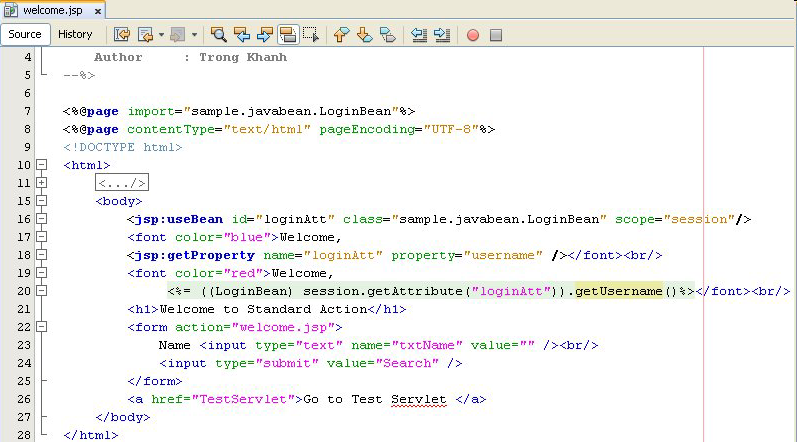 welcome.jsp x
Source History
4 Author : Trong Khanh
5 --%>
6
7 <%@page import="sample.javabean.LoginBean"%>
8 <%@page contentType="text/html" pageEncoding="UTF-8"%>
9 <!DOCTYPE html>
10 <html>
11 <.../>
15 <body>
16 <jsp:useBean id="loginAtt" class="sample.javabean.LoginBean" scope="session"/>
17 <font color="blue">Welcome,
18 <jsp:getProperty name="loginAtt" property="username" /></font><br/>
19 <font color="red">Welcome,
20 <%= ((LoginBean) session.getAttribute("loginAtt")).getUsername()%></font><br/>
21 <h1>Welcome to Standard Action</h1>
22 <form action="welcome.jsp">
23 Name <input type="text" name="txtName" value="" /><br/>
24 <input type="submit" value="Search" />
25 </form>
26 <a href="TestServlet">Go to Test Servlet </a>
27 </body>
28 </html>